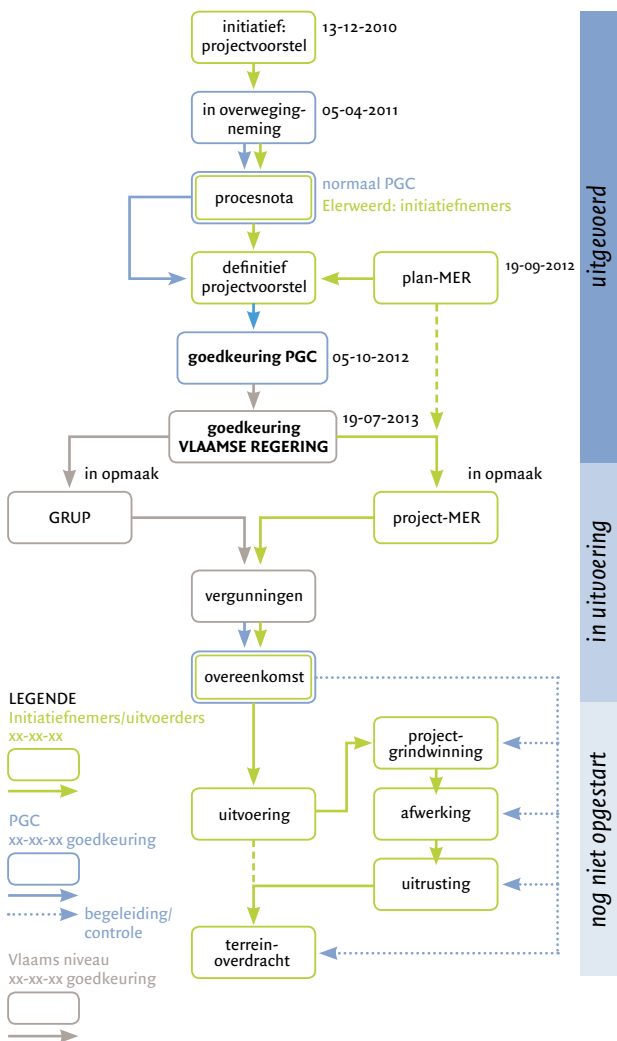 initiatief:
projectvoorstel
13-12-2010
in overweging-
neming
05-04-2011
procesnota
normaal PGC
Elerweerd: initiatiefnemers
definitief
projectvoorstel
plan-MER
19-09-2012
goedkeuring PGC
05-10-2012
goedkeuring
VLAAMSE REGERING
19-07-2013
in opmaak
in opmaak
GRUP
project-MER
vergunningen
overeenkomst
project-
grindwinning
uitvoering
afwerking
uitrusting
terrein-
overdracht
uitgevoerd
in uitvoering
nog niet opgestart
LEGENDE
Initiatiefnemers/uitvoerders
xx-xx-xx
PGC
xx-xx-xx goedkeuring
begeleiding/
controle
Vlaams niveau
xx-xx-xx goedkeuring